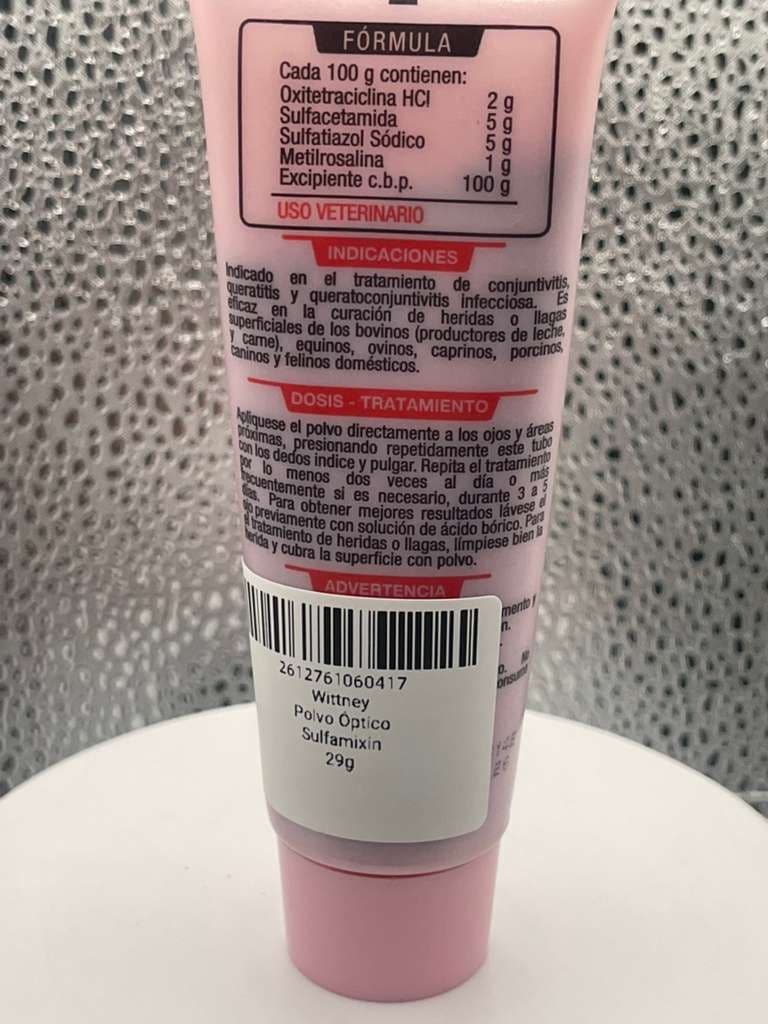 FÓRMULA
Cada 100 g contienen:
Oxitetraciclina HCl 2 g
Sulfacetamida 5 g
Sulfatiazol Sódico 5 g
Metilrosalina 1 g
Excipiente c.b.p. 100 g
USO VETERINARIO
INDICACIONES
Indicado en el tratamiento de conjuntivitis,
queratitis y queratoconjuntivitis infecciosa. Es
eficaz en la curación de heridas o llagas
superficiales de los bovinos (productores de leche,
y carne), equinos, ovinos, caprinos, porcinos,
caninos y felinos domésticos.
DOSIS - TRATAMIENTO
Aplíquese el polvo directamente a los ojos y áreas
próximas, presionando repetidamente este tubo
con los dedos indice y pulgar. Repita el tratamiento
por lo menos dos veces al día o más
frecuentemente si es necesario, durante 3 a 5
días. Para obtener mejores resultados lávese el
ojo previamente con solución de ácido bórico. Para
el tratamiento de heridas o llagas, límpiese bien la
herida y cubra la superficie con polvo.
ADVERTENCIA
2612761060417
Wittney
Polvo Óptico
Sulfamixin
29g